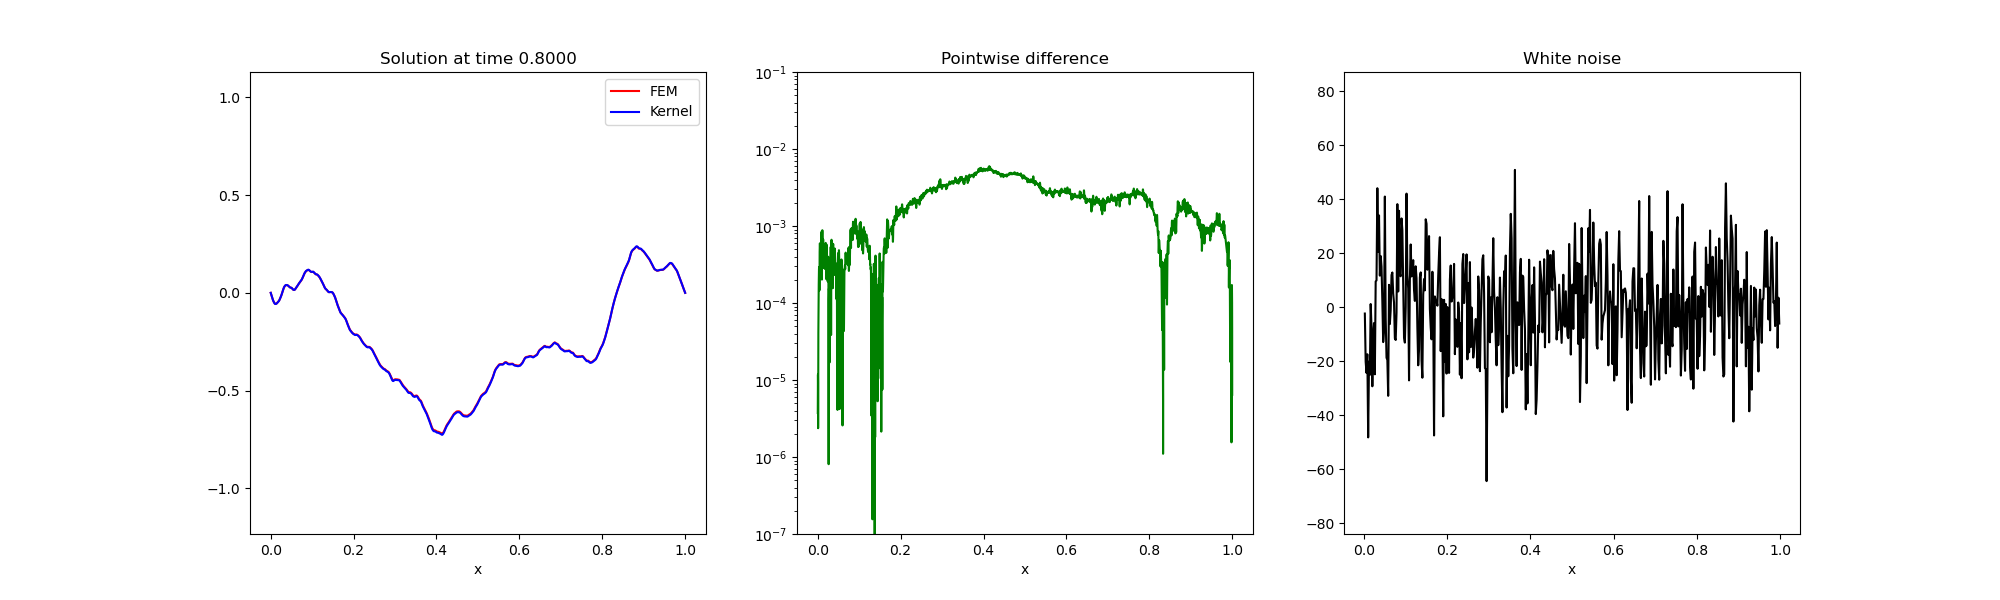 Solution at time 0.8000
FEM
Kernel
1.0
0.5
0.0
−0.5
−1.0
0.0 0.2 0.4 0.6 0.8 1.0
x
Pointwise difference
10⁻¹
10⁻²
10⁻³
10⁻⁴
10⁻⁵
10⁻⁶
10⁻⁷
0.0 0.2 0.4 0.6 0.8 1.0
x
White noise
80
60
40
20
0
−20
−40
−60
−80
0.0 0.2 0.4 0.6 0.8 1.0
x